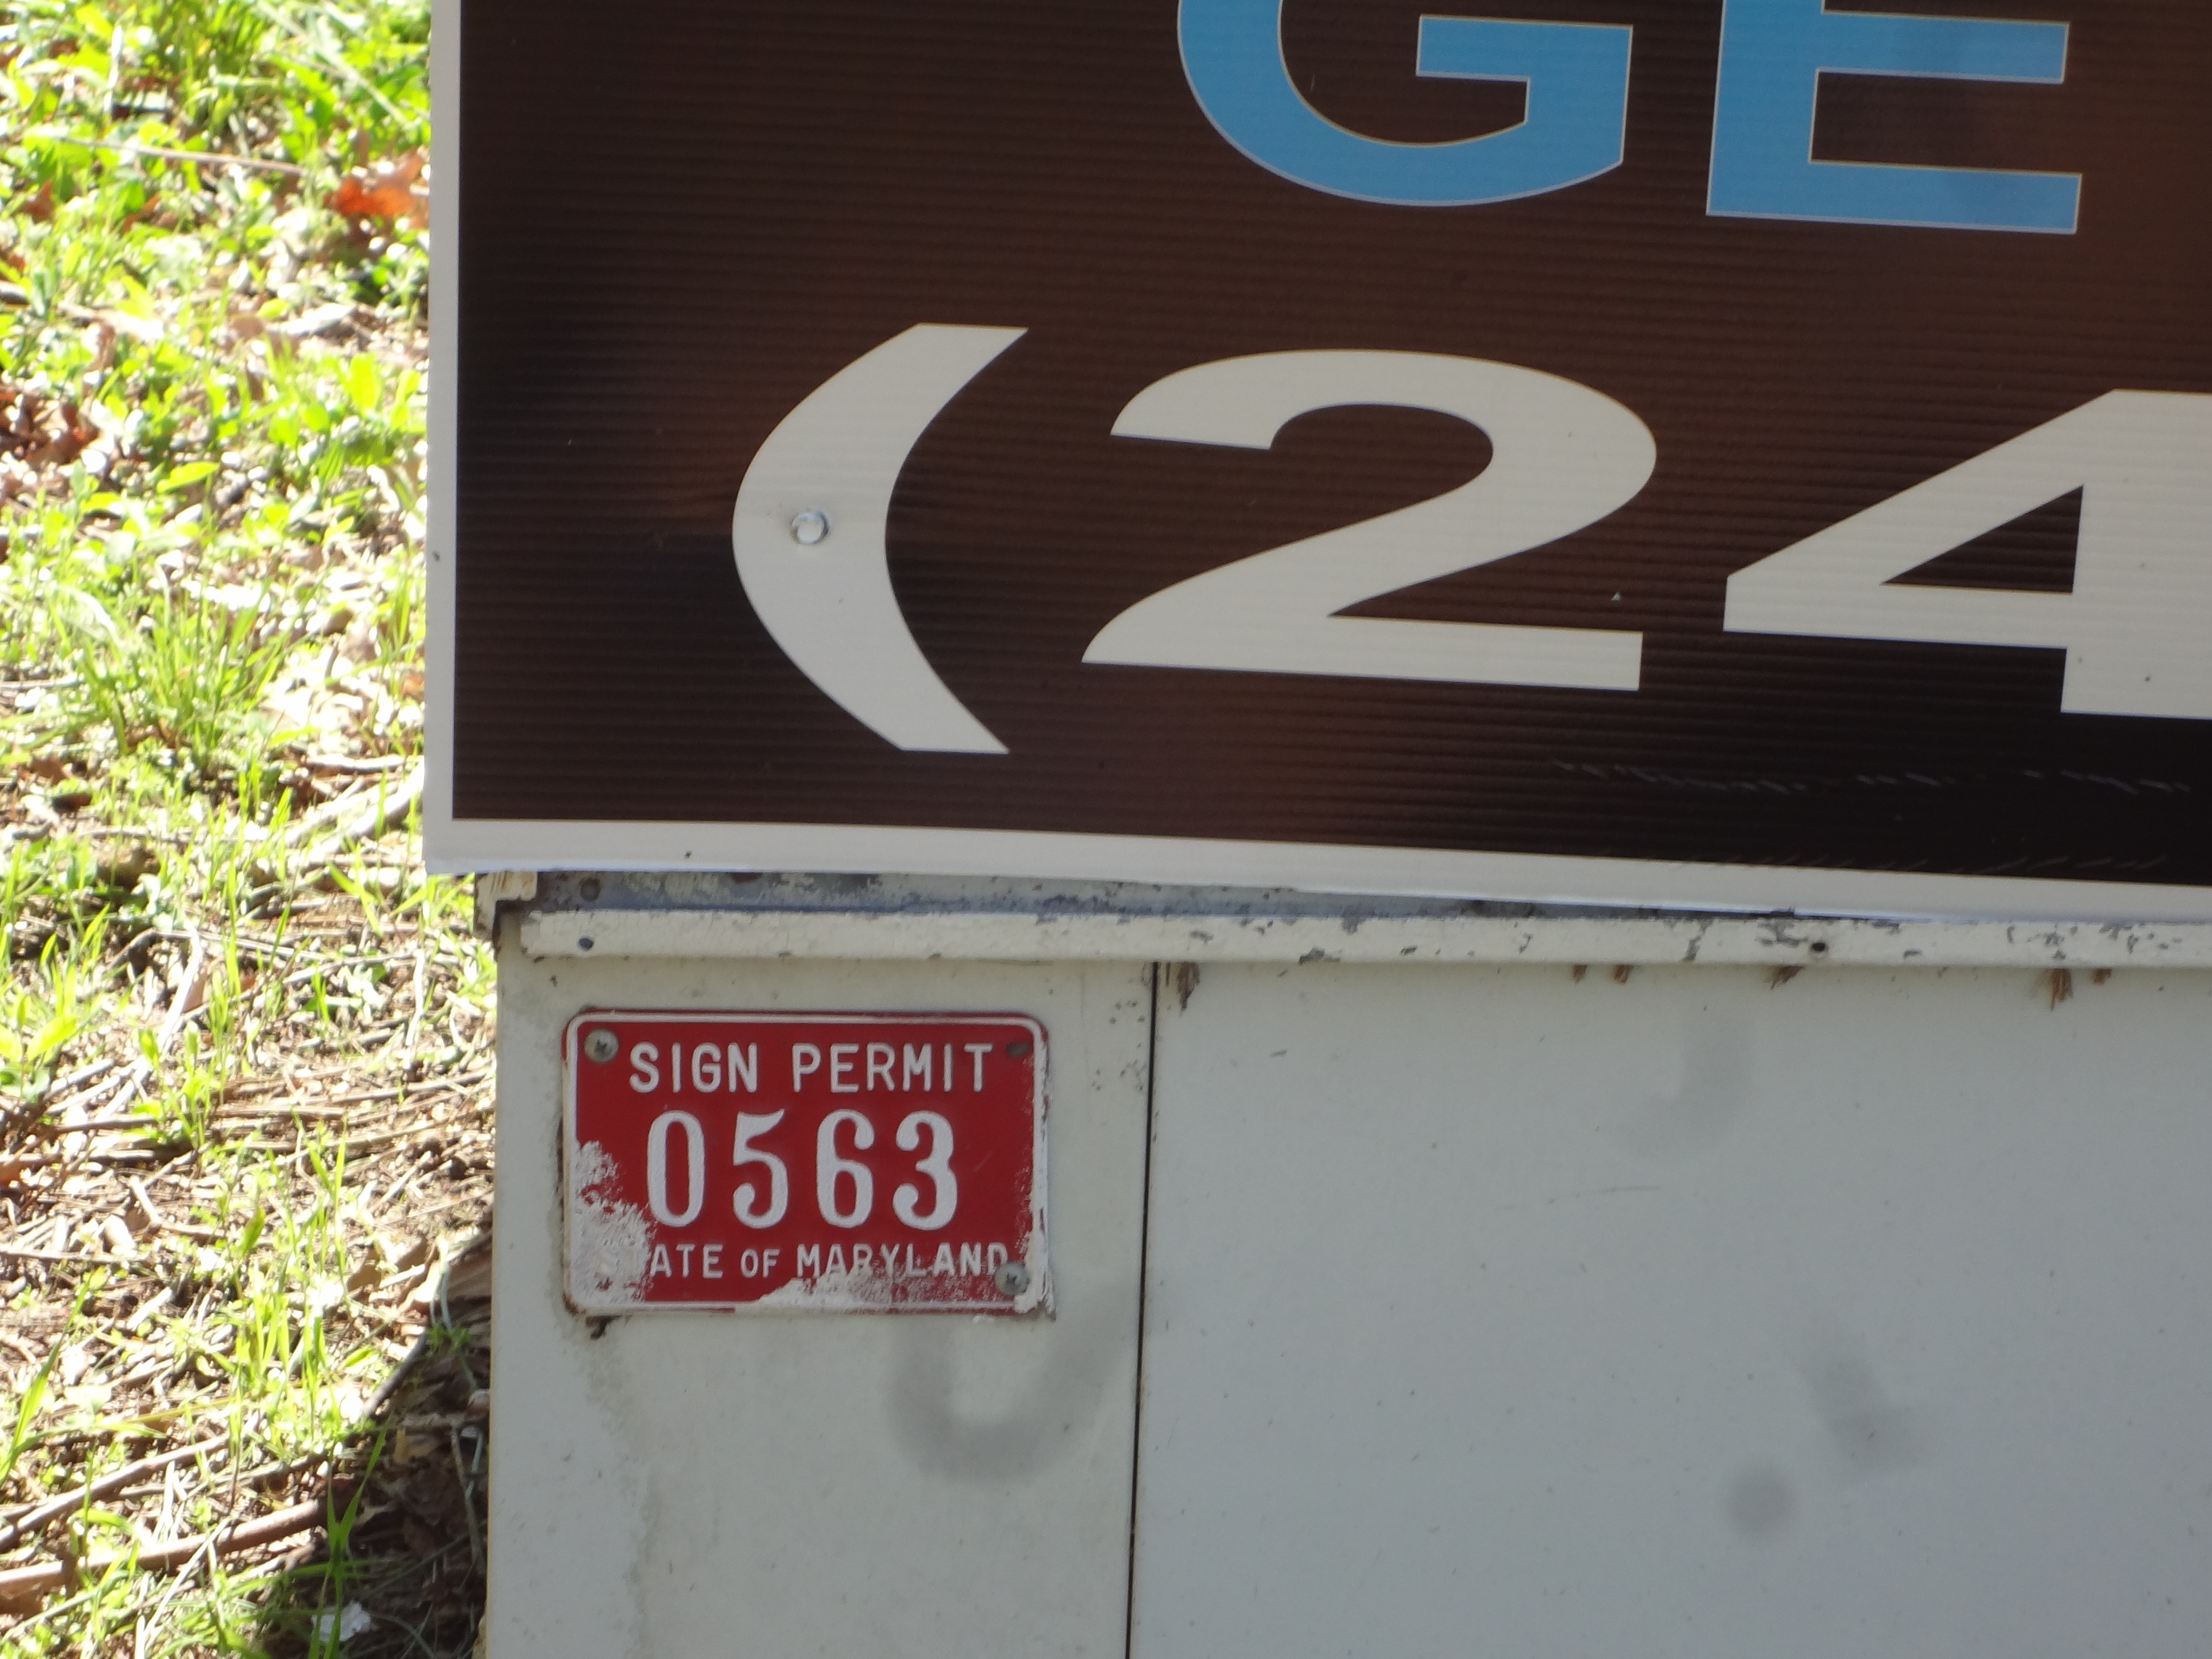 GE
(24
SIGN PERMIT
0563
ATE OF MARYLAND